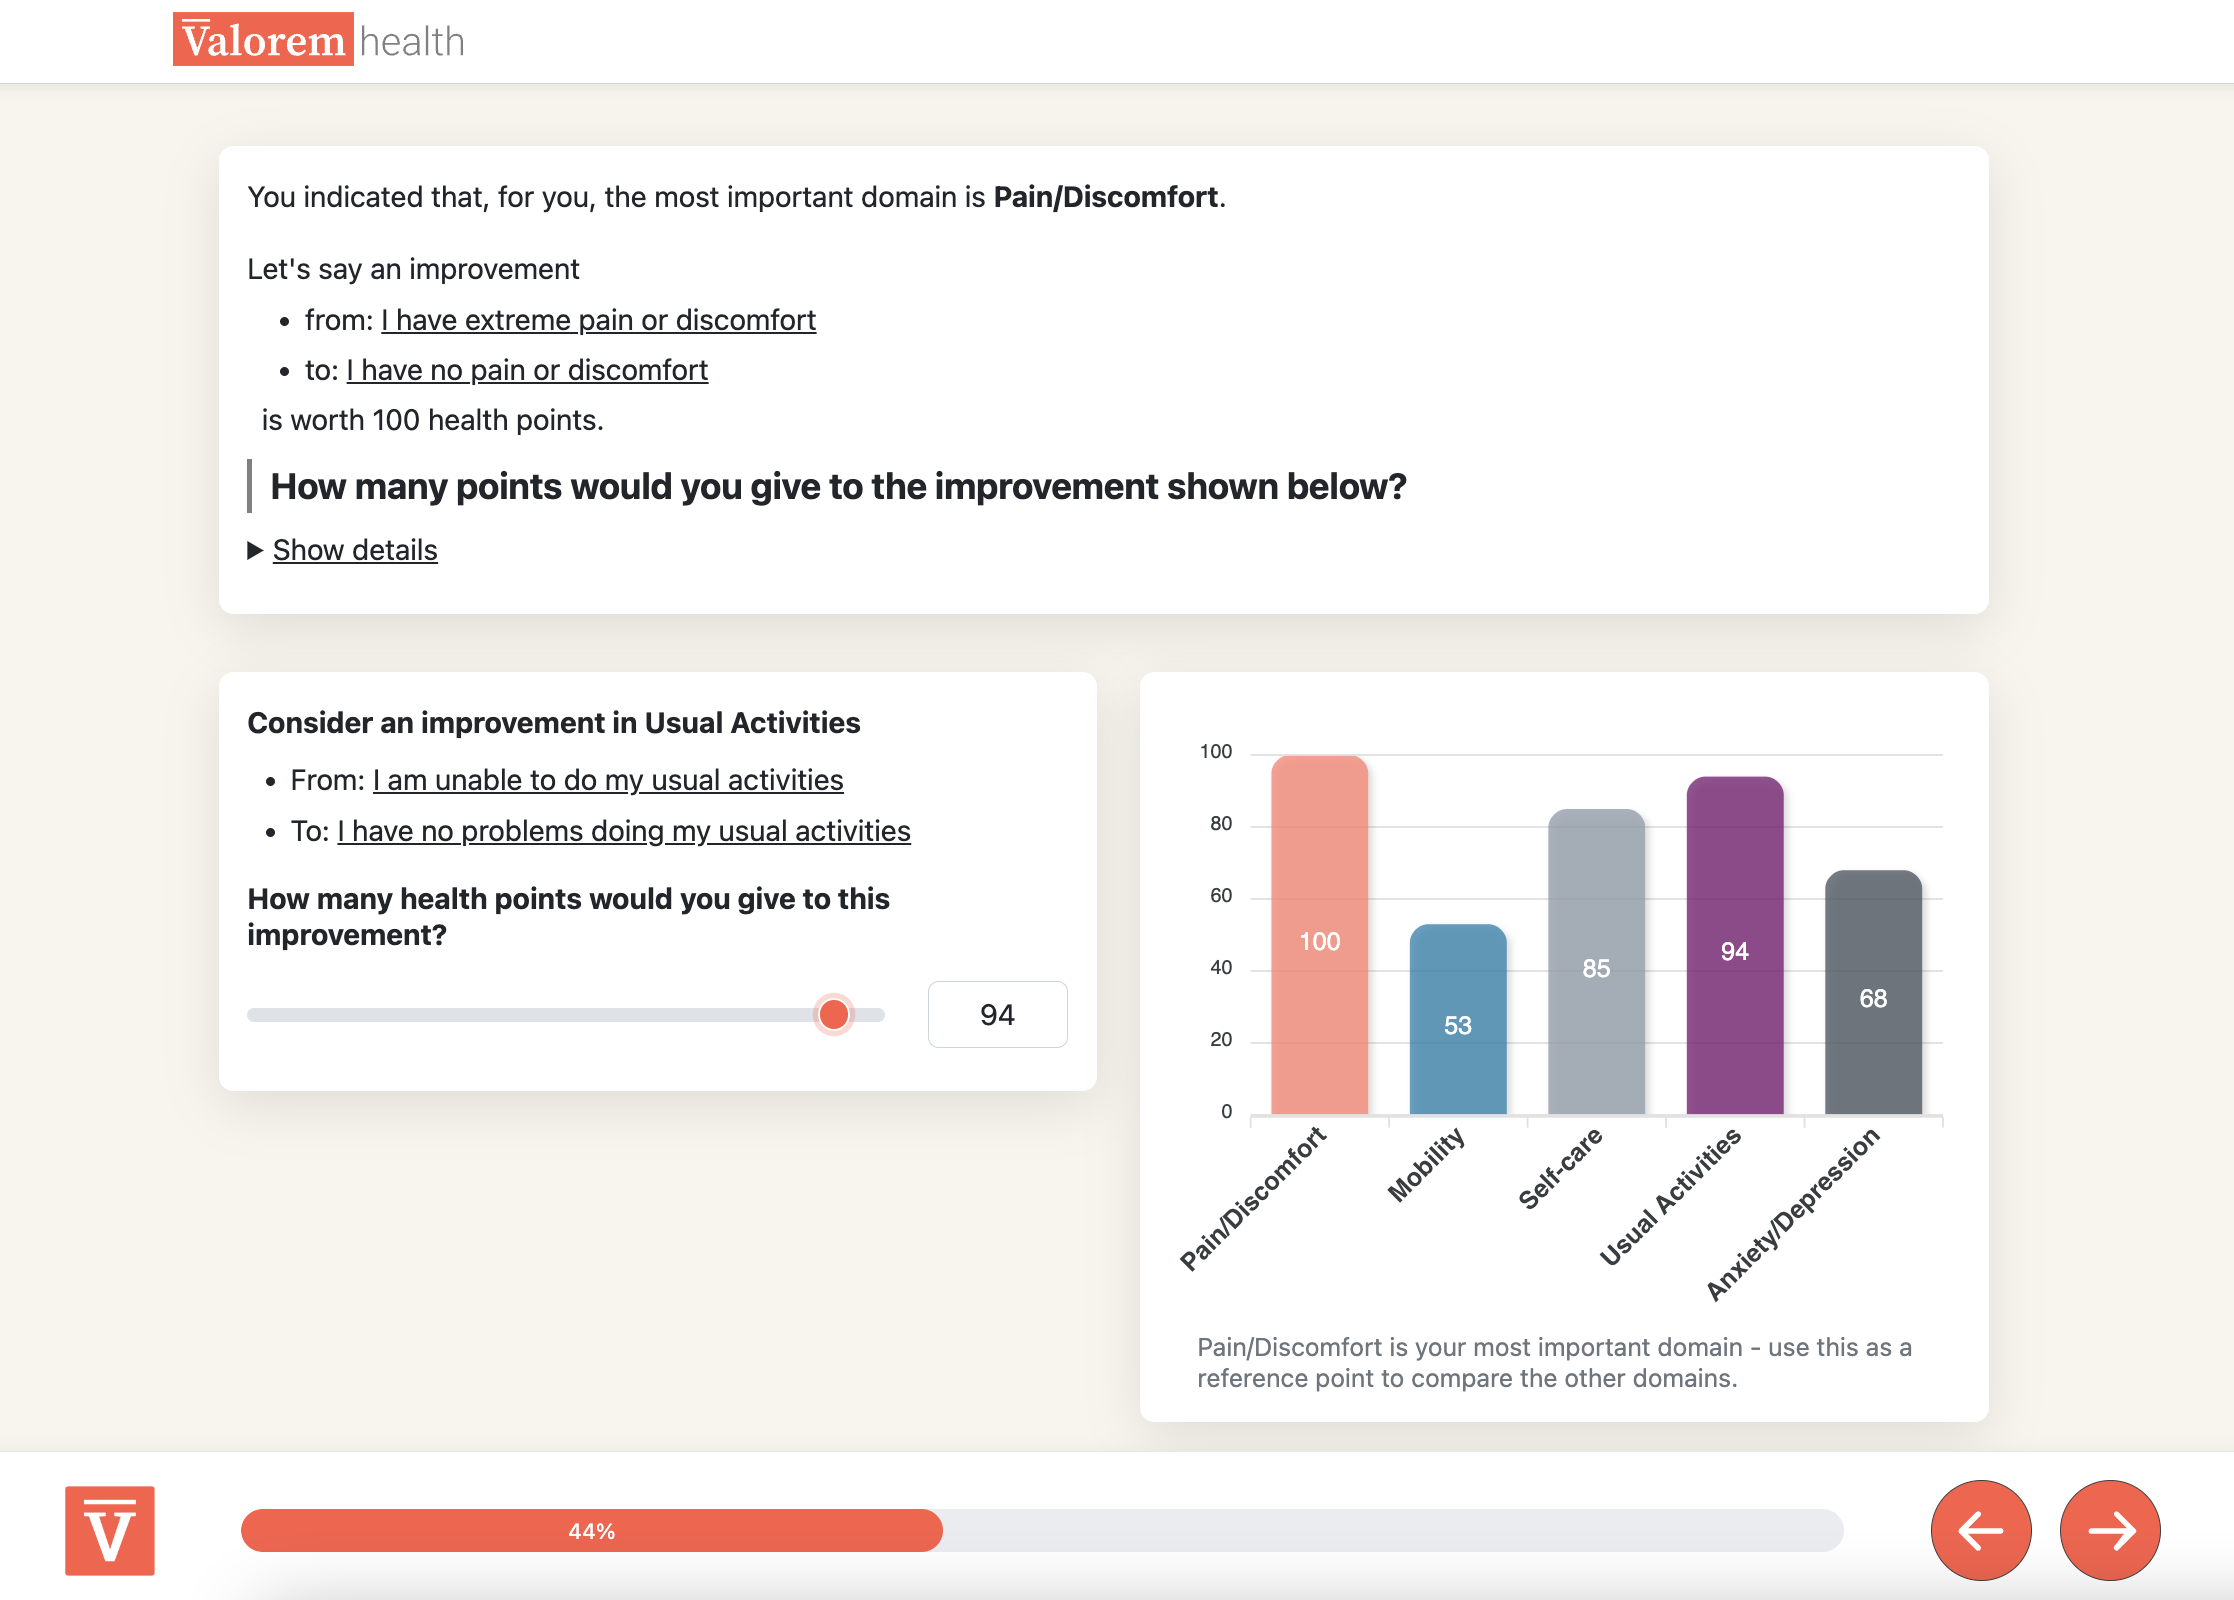 Valorem health
You indicated that, for you, the most important domain is Pain/Discomfort.
Let's say an improvement
• from: I have extreme pain or discomfort
• to: I have no pain or discomfort
is worth 100 health points.
How many points would you give to the improvement shown below?
▶ Show details
Consider an improvement in Usual Activities
• From: I am unable to do my usual activities
• To: I have no problems doing my usual activities
How many health points would you give to this
improvement?
94
100
80
60
40
20
0
100
53
85
94
68
Pain/Discomfort
Mobility
Self-care
Usual Activities
Anxiety/Depression
Pain/Discomfort is your most important domain - use this as a
reference point to compare the other domains.
V
44%